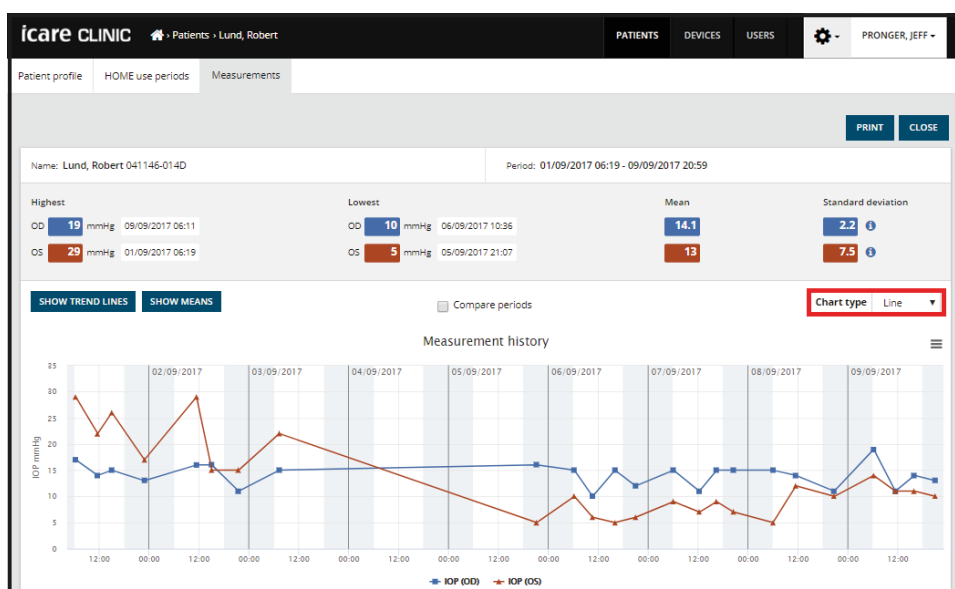 icare CLINIC › Patients › Lund, Robert PATIENTS DEVICES USERS PRONGER, JEFF
Patient profile HOME use periods Measurements
PRINT CLOSE
Name: Lund, Robert 041146-014D Period: 01/09/2017 06:19 - 09/09/2017 20:59
Highest Lowest Mean Standard deviation
OD 19 mmHg 09/09/2017 06:11 OD 10 mmHg 06/09/2017 10:36 14.1 2.2 i
OS 29 mmHg 01/09/2017 06:19 OS 5 mmHg 05/09/2017 21:07 13 7.5 i
SHOW TREND LINES SHOW MEANS Compare periods Chart type Line
Measurement history
35 02/09/2017 03/09/2017 04/09/2017 05/09/2017 06/09/2017 07/09/2017 08/09/2017 09/09/2017
30
25
20
IOP mmHg
15
10
5
0
12:00 00:00 12:00 00:00 12:00 00:00 12:00 00:00 12:00 00:00 12:00 00:00 12:00 00:00 12:00 00:00 12:00
IOP (OD) IOP (OS)